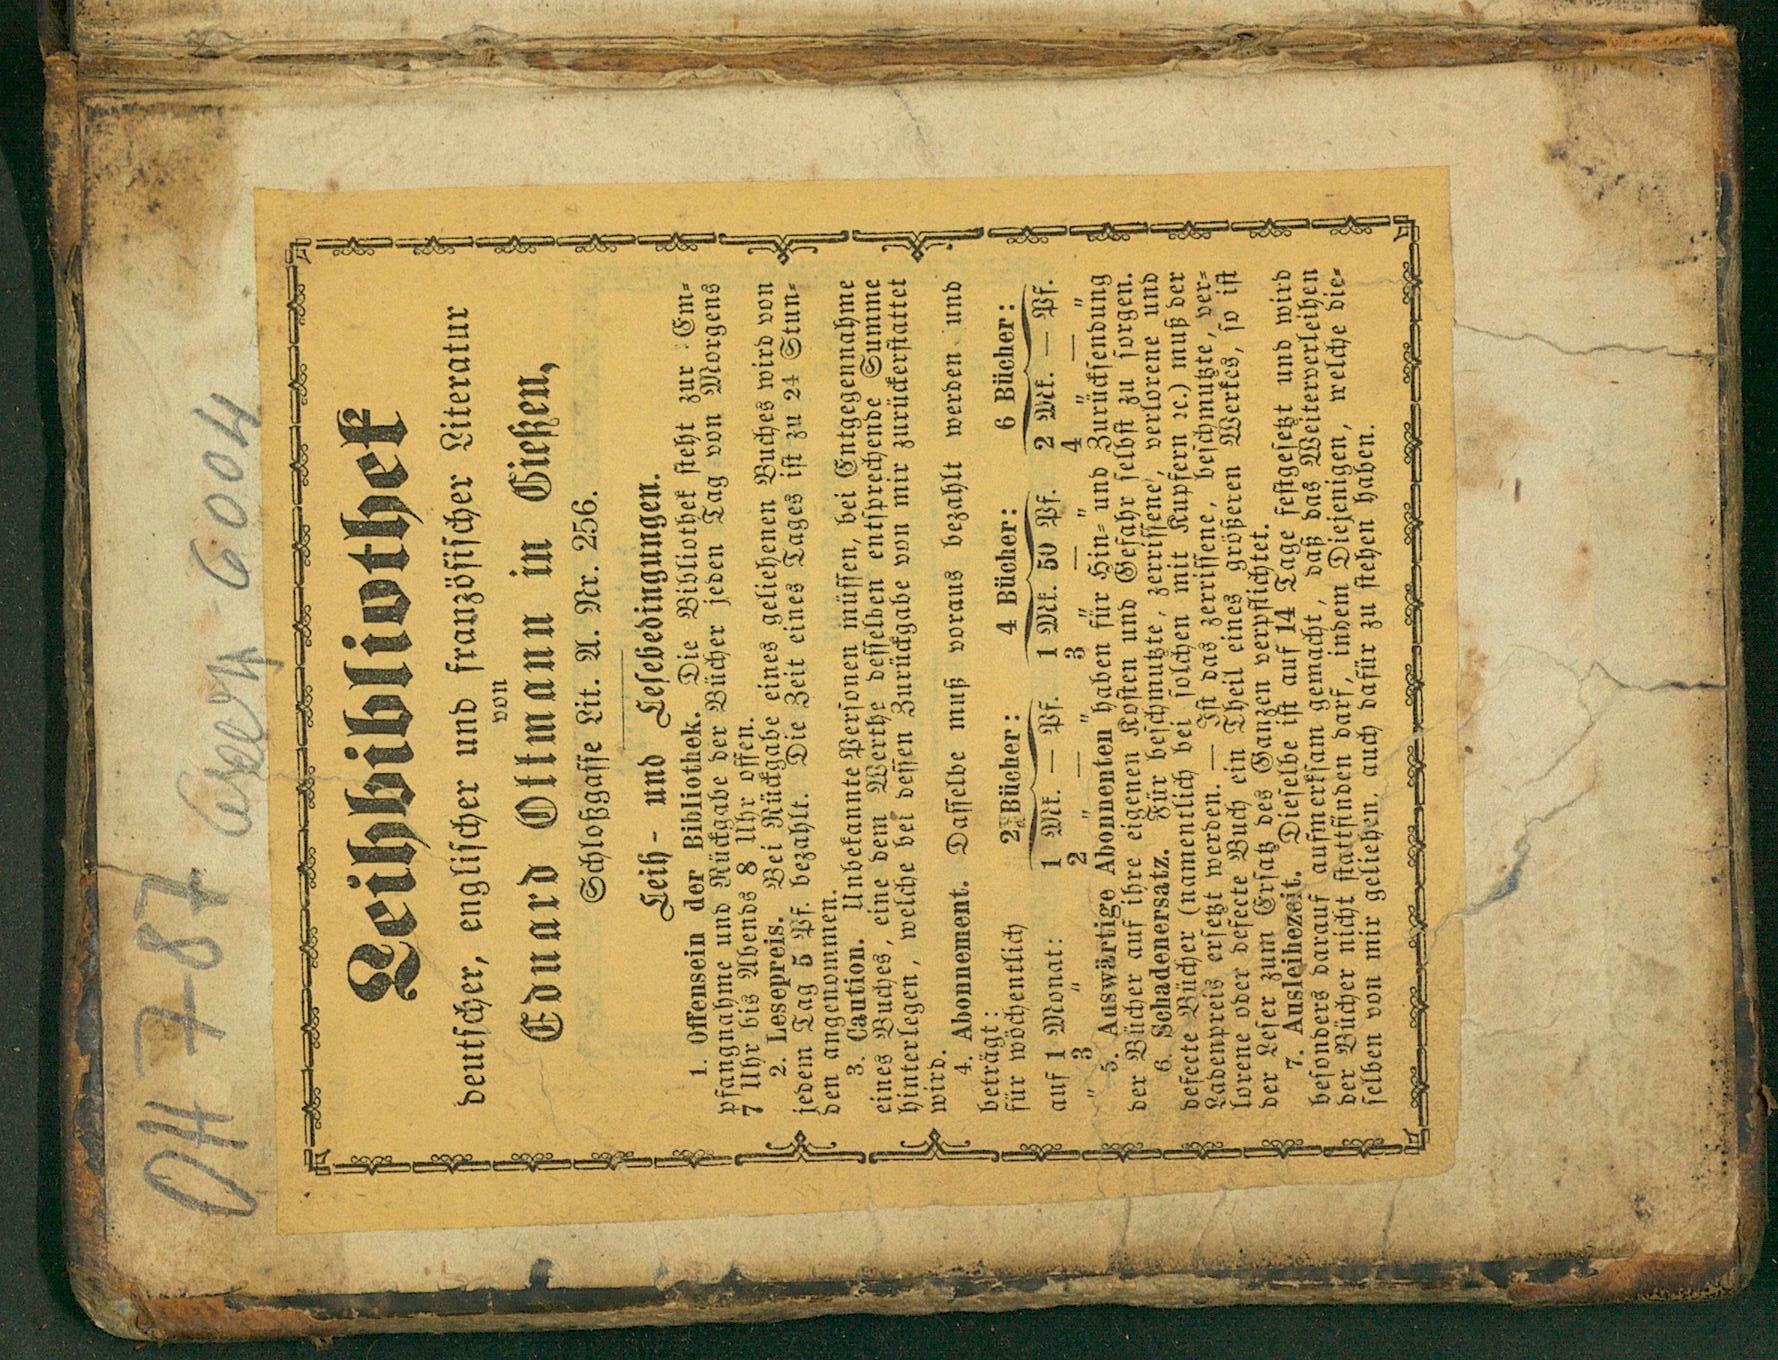 OH 7-87
6004
Leihbibliothek
deutscher, englischer und französischer Literatur
von
Eduard Ottmann in Gießen,
Schloßgasse Lit. A. Nr. 256.
Leih- und Lesebedingungen.
1. Offensein der Bibliothek. Die Bibliothek steht zur Em-
pfangnahme und Rückgabe der Bücher jeden Tag von Morgens
7 Uhr bis Abends 8 Uhr offen.
2. Lesepreis. Bei Rückgabe eines geliehenen Buches wird von
jedem Tag 5 Pf. bezahlt. Die Zeit eines Tages ist zu 24 Stun-
den angenommen.
3. Caution. Unbekannte Personen müssen, bei Entgegennahme
eines Buches, eine dem Werthe desselben entsprechende Summe
hinterlegen, welche bei dessen Zurückgabe von mir zurückerstattet
wird.
4. Abonnement. Dasselbe muß voraus bezahlt werden und
beträgt:
für wöchentlich 2 Bücher: 4 Bücher: 6 Bücher:
auf 1 Monat: 1 Mk. — Pf. 1 Mk. 50 Pf. 2 Mk. — Pf.
„ 3 „ 2 „ — „ 3 „ — „ 4 „ — „
5. Auswärtige Abonnenten haben für Hin- und Zurücksendung
der Bücher auf ihre eigenen Kosten und Gefahr selbst zu sorgen.
6. Schadenersatz. Für beschmutzte, zerrissene, verlorene und
defecte Bücher (namentlich bei solchen mit Kupfern ꝛc.) muß der
Ladenpreis ersetzt werden. — Ist das zerrissene, beschmutzte, ver-
lorene oder defecte Buch ein Theil eines größeren Werkes, so ist
der Leser zum Ersatz des Ganzen verpflichtet.
7. Ausleihezeit. Dieselbe ist auf 14 Tage festgesetzt und wird
besonders darauf aufmerksam gemacht, daß das Weiterverleihen
der Bücher nicht stattfinden darf, indem Diejenigen, welche die-
selben von mir geliehen, auch dafür zu stehen haben.